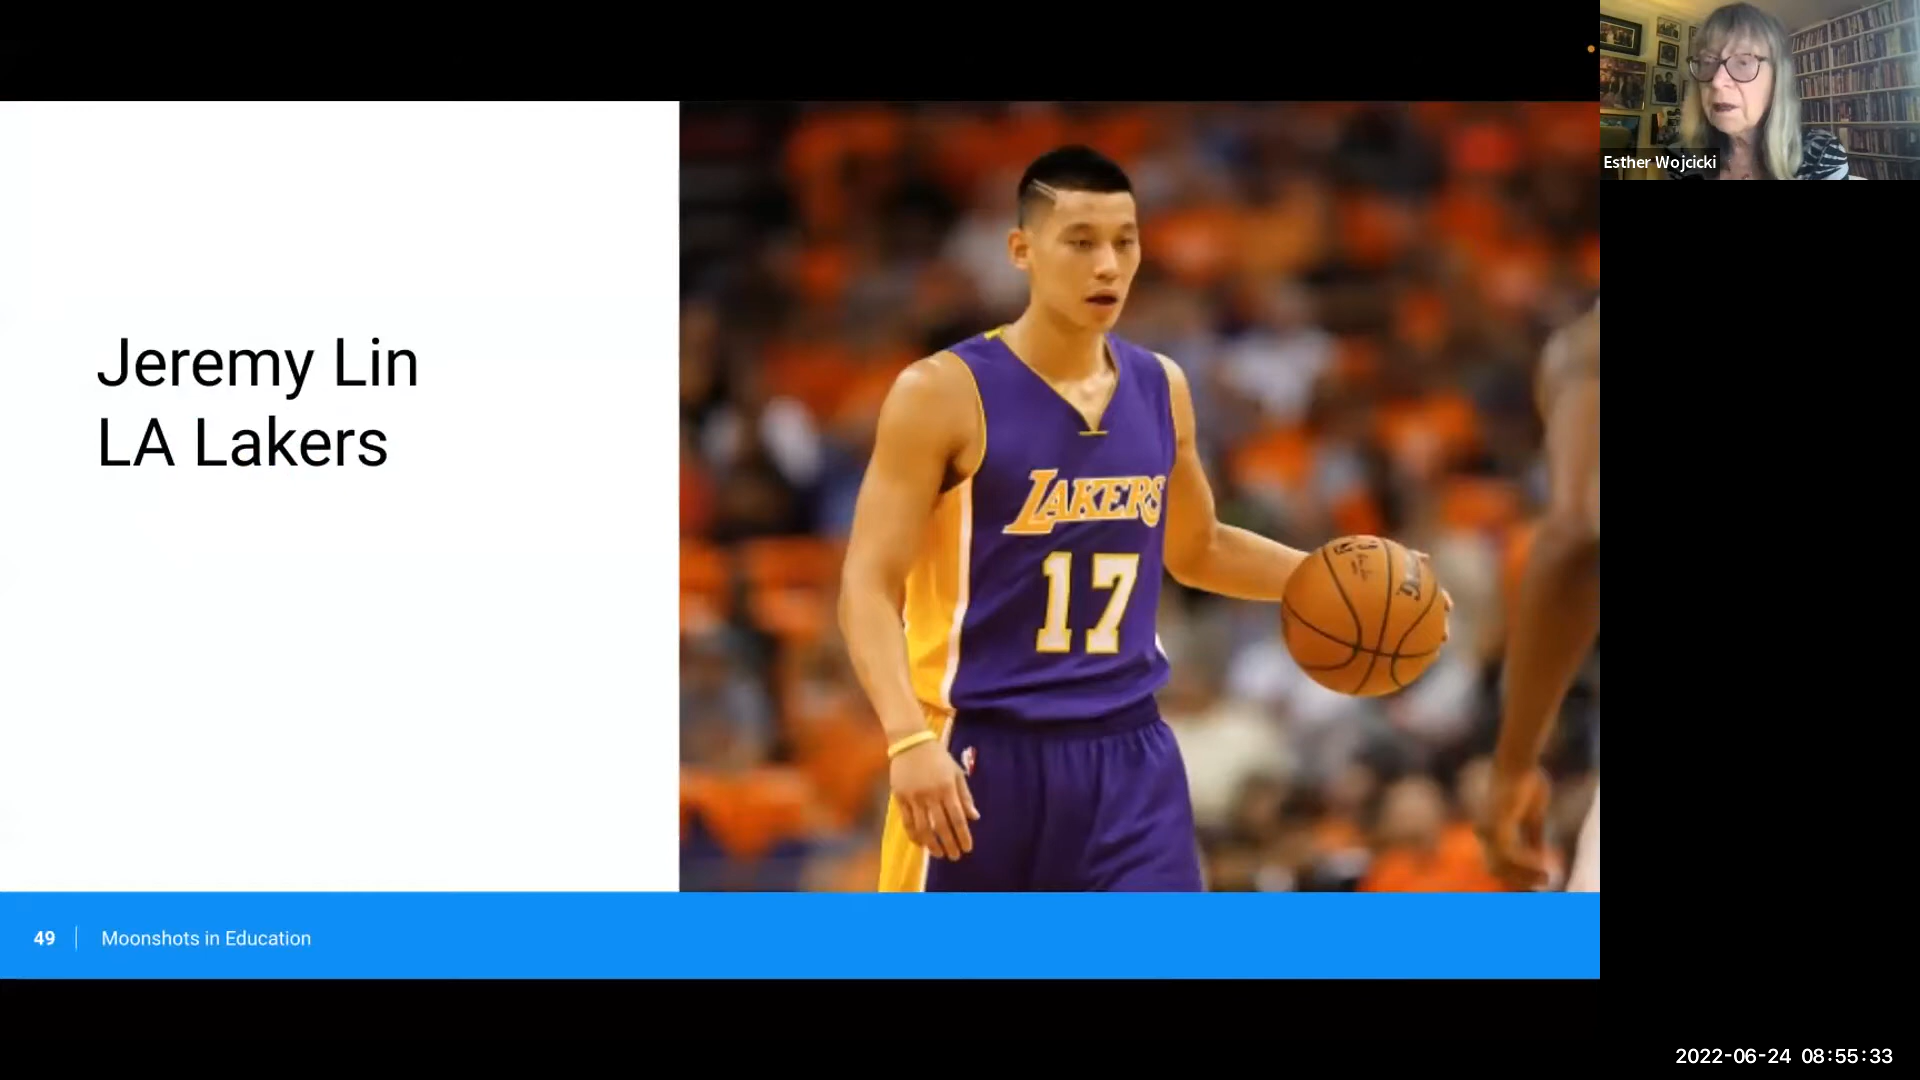 Esther Wojcicki
Jeremy Lin
LA Lakers
LAKERS
17
49
Moonshots in Education
2022-06-24 08:55:33